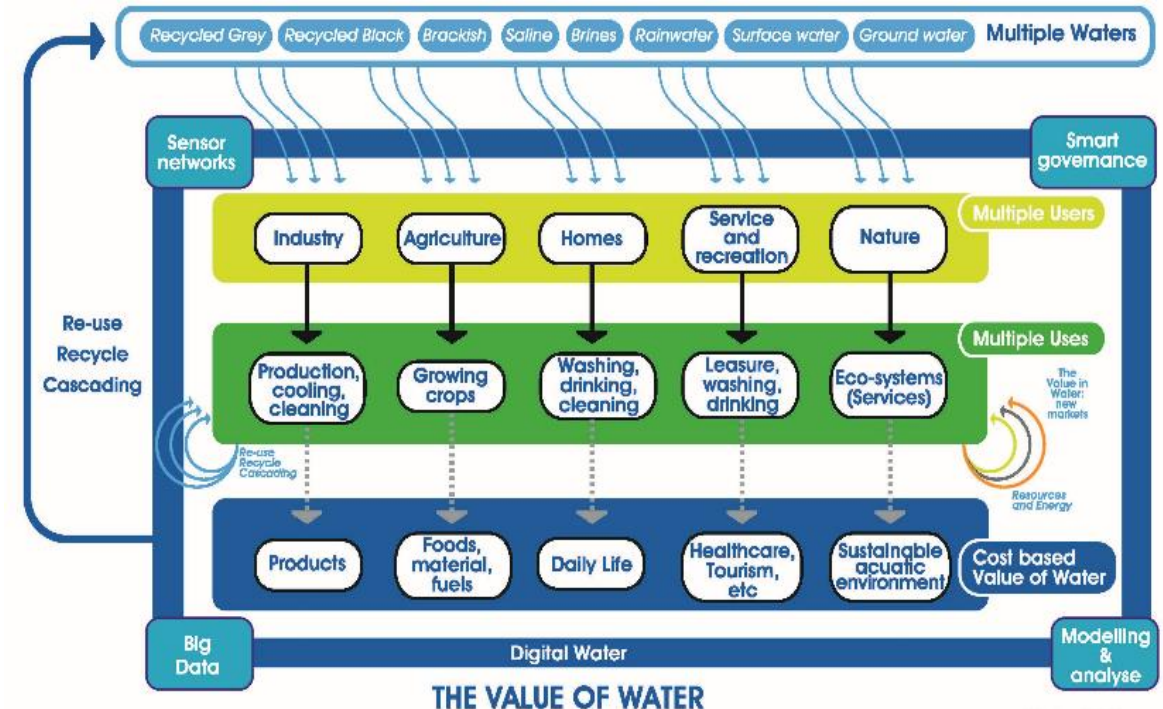 Recycled Grey
Recycled Black
Brackish
Saline
Brines
Rainwater
Surface water
Ground water
Multiple Waters
Sensor
networks
Smart
governance
Multiple Users
Industry
Agriculture
Homes
Service
and
recreation
Nature
Re-use
Recycle
Cascading
Multiple Uses
Production,
cooling,
cleaning
Growing
crops
Washing,
drinking,
cleaning
Leasure,
washing,
drinking
Eco-systems
(Services)
The
Value in
Water:
new
markets
Re-use
Recycle
Cascading
Resources
and Energy
Products
Foods,
material,
fuels
Daily Life
Healthcare,
Tourism,
etc
Sustainable
acuatic
environment
Cost based
Value of Water
Big
Data
Digital Water
Modelling
&
analyse
THE VALUE OF WATER